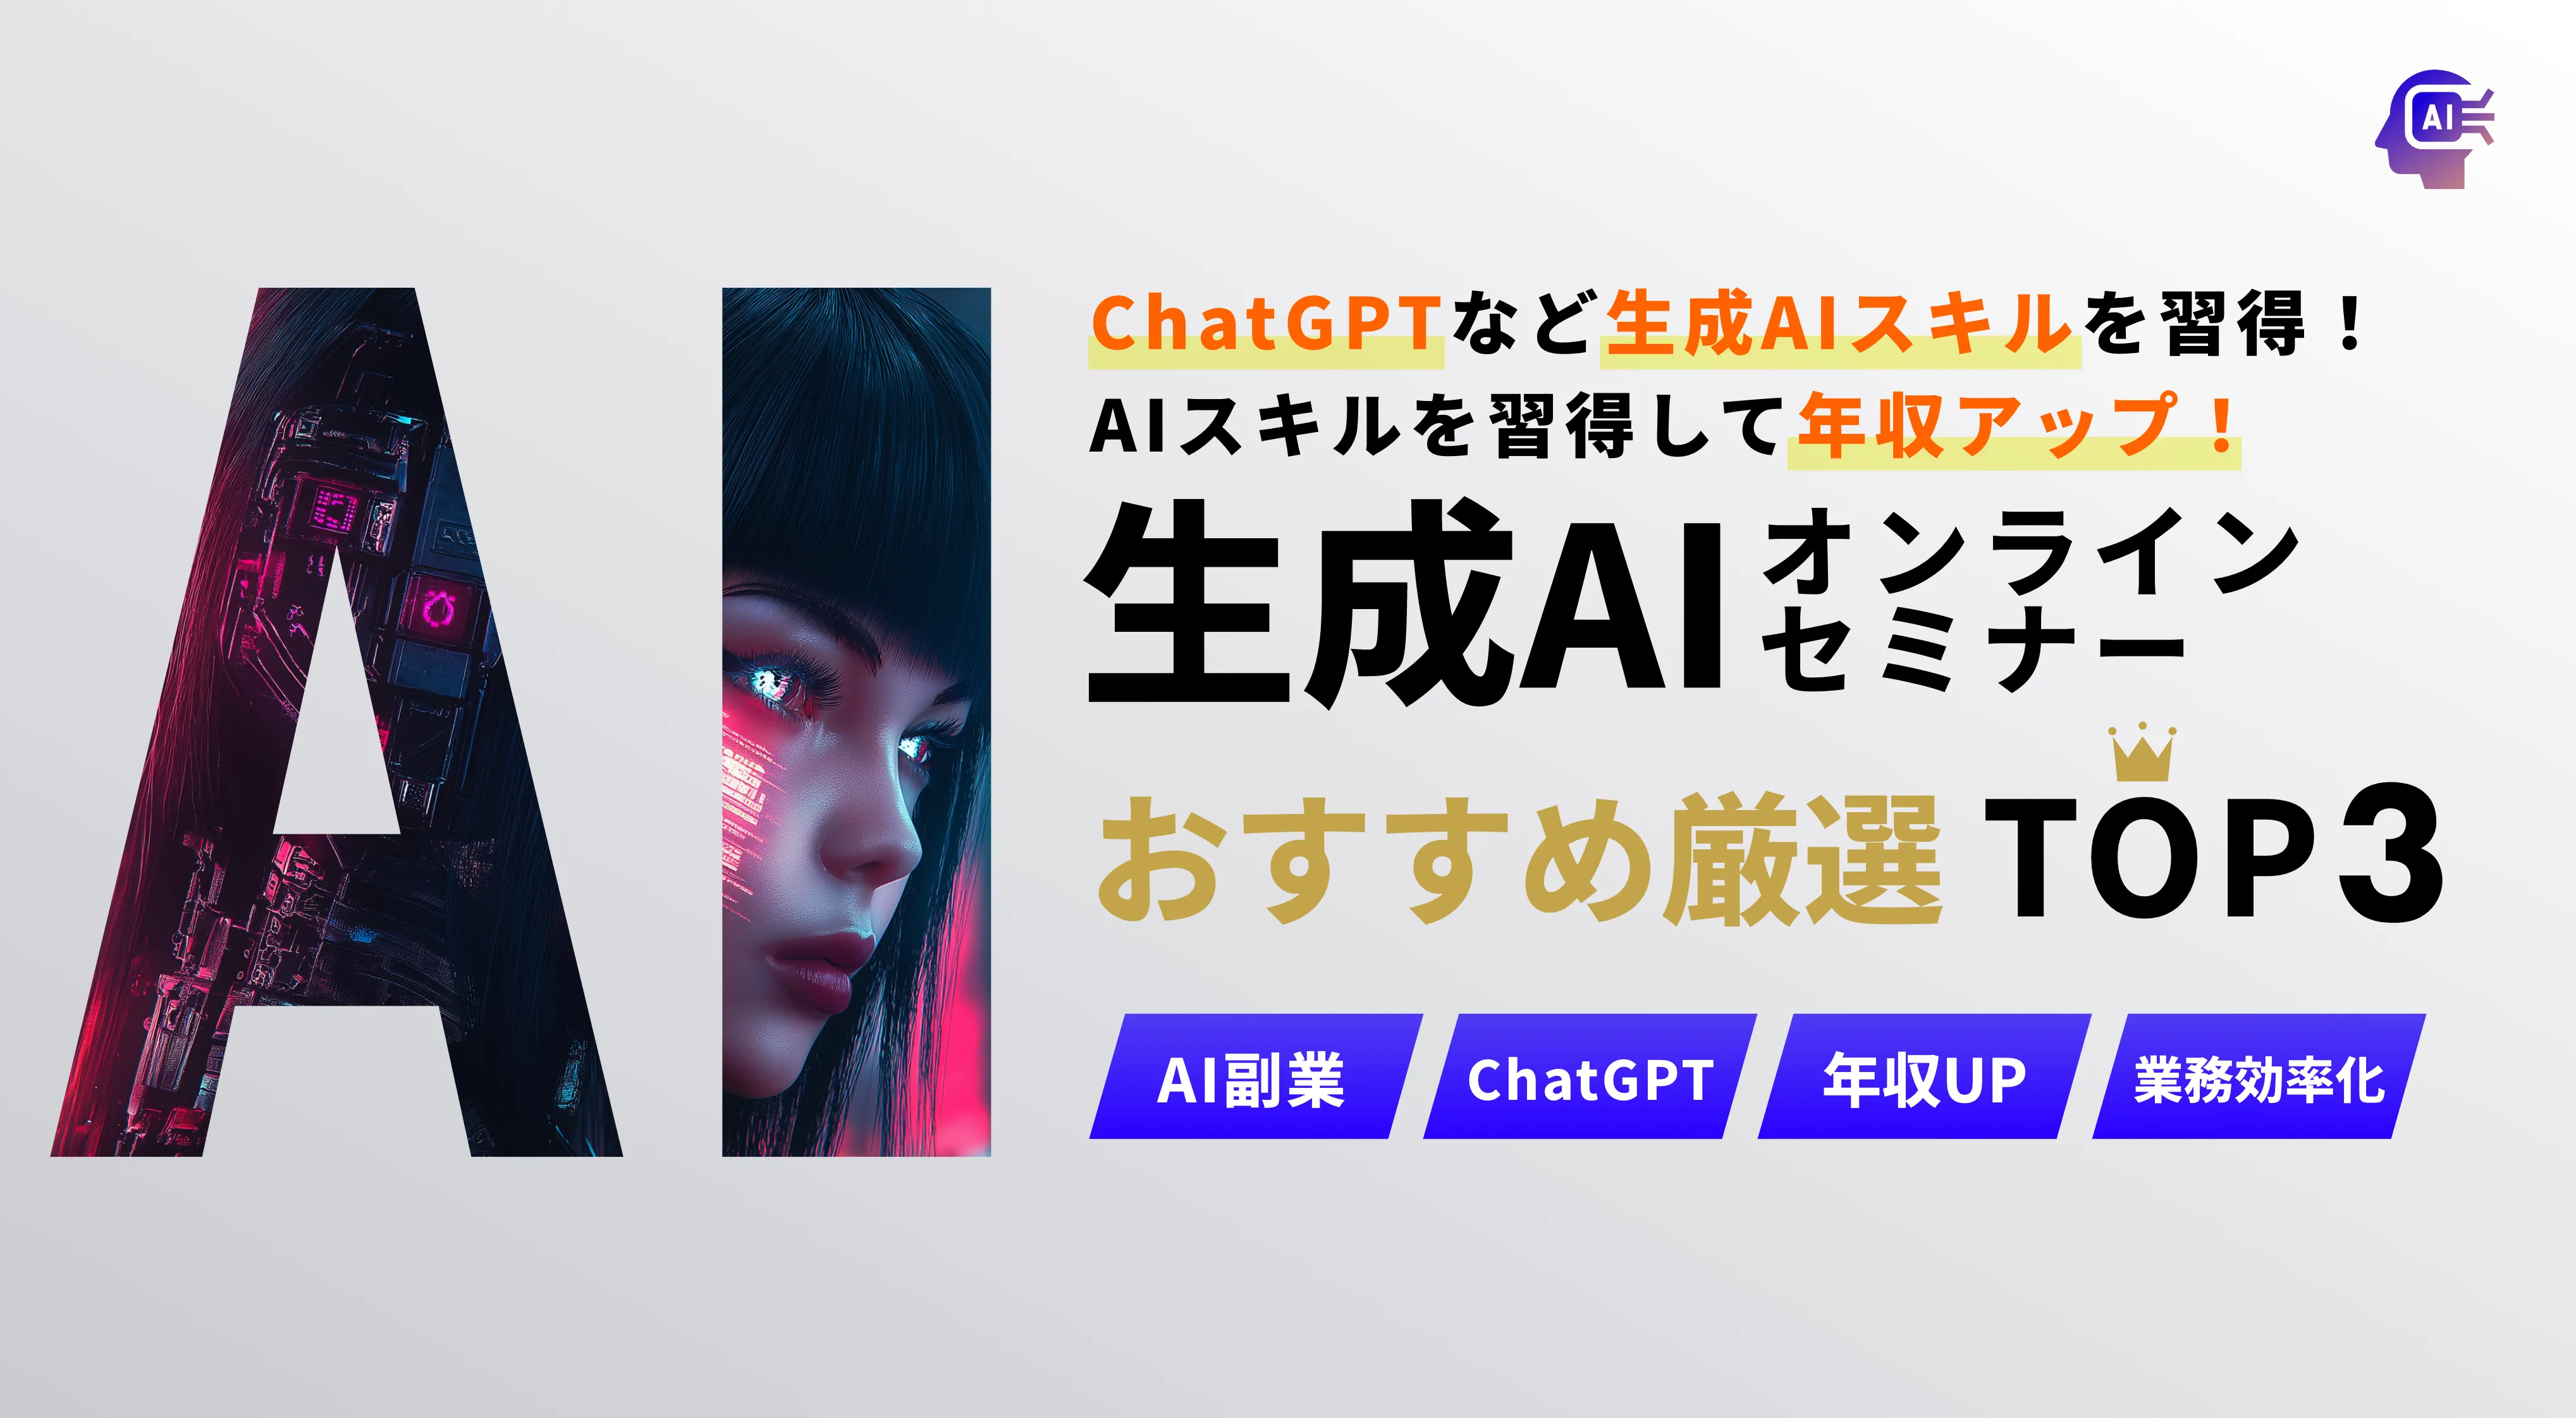 AI
AI
ChatGPTなど生成AIスキルを習得！
AIスキルを習得して年収アップ！
生成AIオンライン
セミナー
おすすめ厳選 TOP3
AI副業
ChatGPT
年収UP
業務効率化